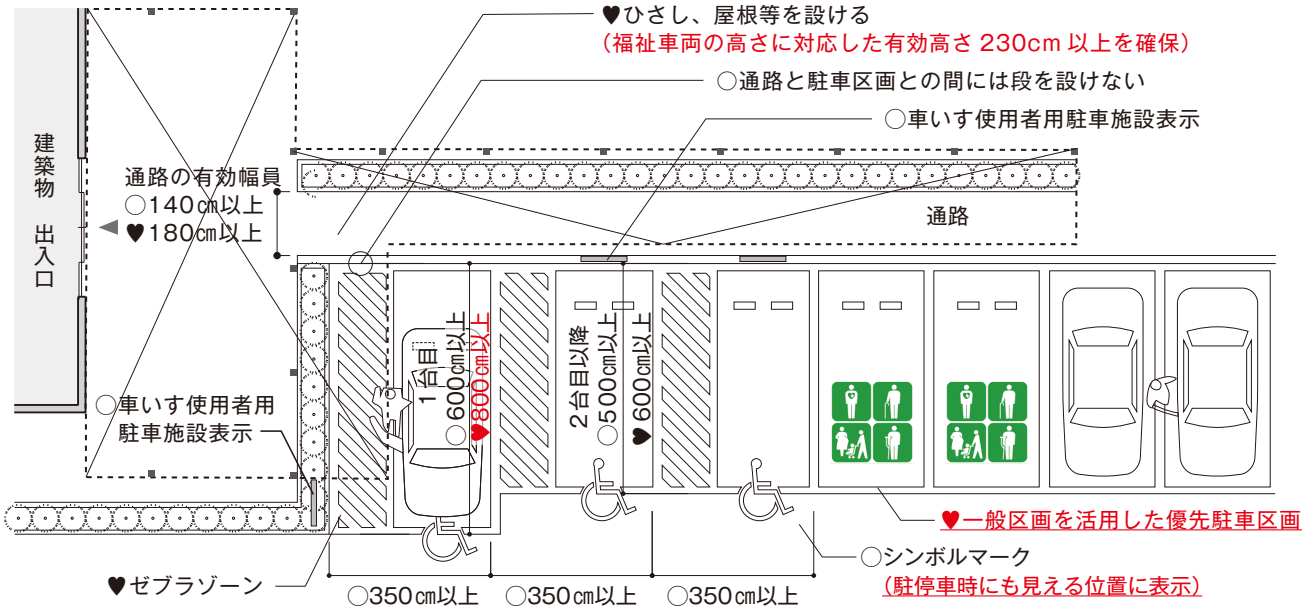 ♥ひさし、屋根等を設ける
（福祉車両の高さに対応した有効高さ 230cm 以上を確保）
○通路と駐車区画との間には段を設けない
○車いす使用者用駐車施設表示
建築物　出入口
通路の有効幅員
○140㎝以上
♥180㎝以上
通路
1台目
○600㎝以上
♥800㎝以上
2台目以降
○500㎝以上
♥600㎝以上
○車いす使用者用
駐車施設表示
♥一般区画を活用した優先駐車区画
○シンボルマーク
（駐停車時にも見える位置に表示）
♥ゼブラゾーン
○350㎝以上
○350㎝以上
○350㎝以上